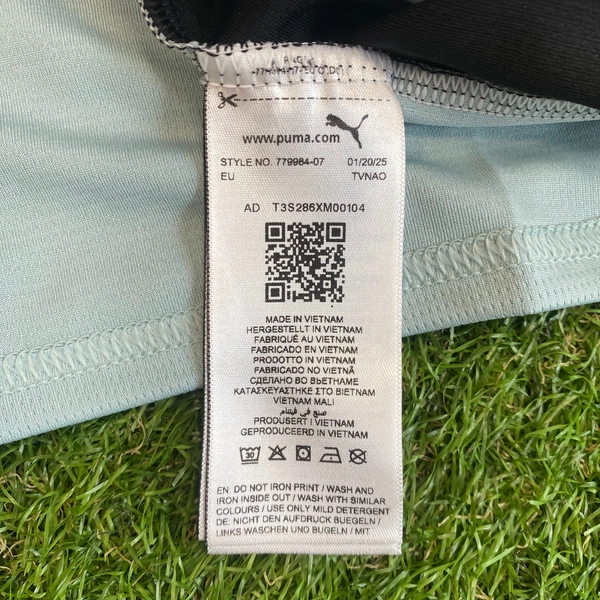 www.puma.com
STYLE NO. 779984-07 01/20/25
EU TVNAO
AD T3S286XM00104
MADE IN VIETNAM
HERGESTELLT IN VIETNAM
FABRIQUÉ AU VIETNAM
FABRICADO EN VIETNAM
PRODOTTO IN VIETNAM
FABRICADO NO VIETNÃ
СДЕЛАНО ВО ВЬЕТНАМЕ
ΚΑΤΑΣΚΕΥΑΣΤΗΚΕ ΣΤΟ ΒΙΕΤΝΑΜ
VİETNAM MALI
صنع في فيتنام
PRODUSERT I VIETNAM
GEPRODUCEERD IN VIETNAM
30
EN: DO NOT IRON PRINT / WASH AND
IRON INSIDE OUT / WASH WITH SIMILAR
COLOURS / USE ONLY MILD DETERGENT
DE: NICHT DEN AUFDRUCK BUEGELN /
LINKS WASCHEN UND BUGELN / MIT